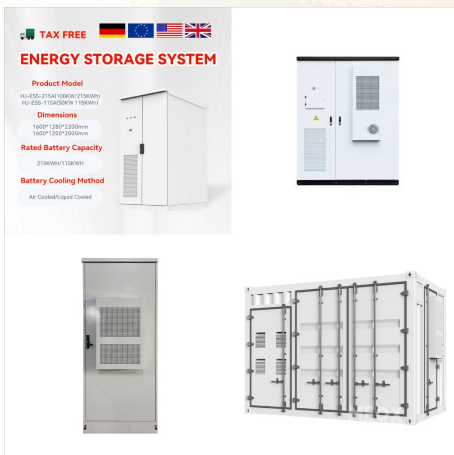 TAX FREE
ENERGY STORAGE SYSTEM
Product Model
HJ-ESS-215A(100KW/215KWh)
HJ-ESS-115A(50KW 115KWh)
Dimensions
1600*1280*2200mm
1600*1200*2000mm
Rated Battery Capacity
215KWH/115KWH
Battery Cooling Method
Air Cooled/Liquid Cooled